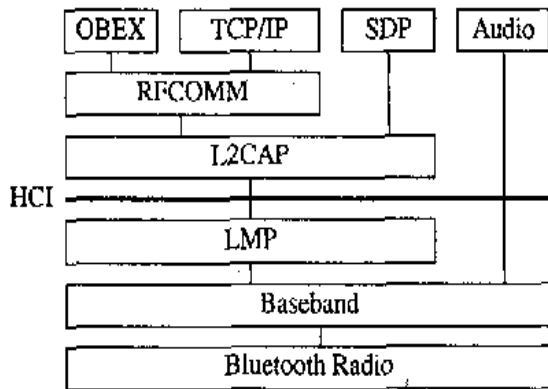 OBEX TCP/IP SDP Audio
RFCOMM
L2CAP
HCI
LMP
Baseband
Bluetooth Radio